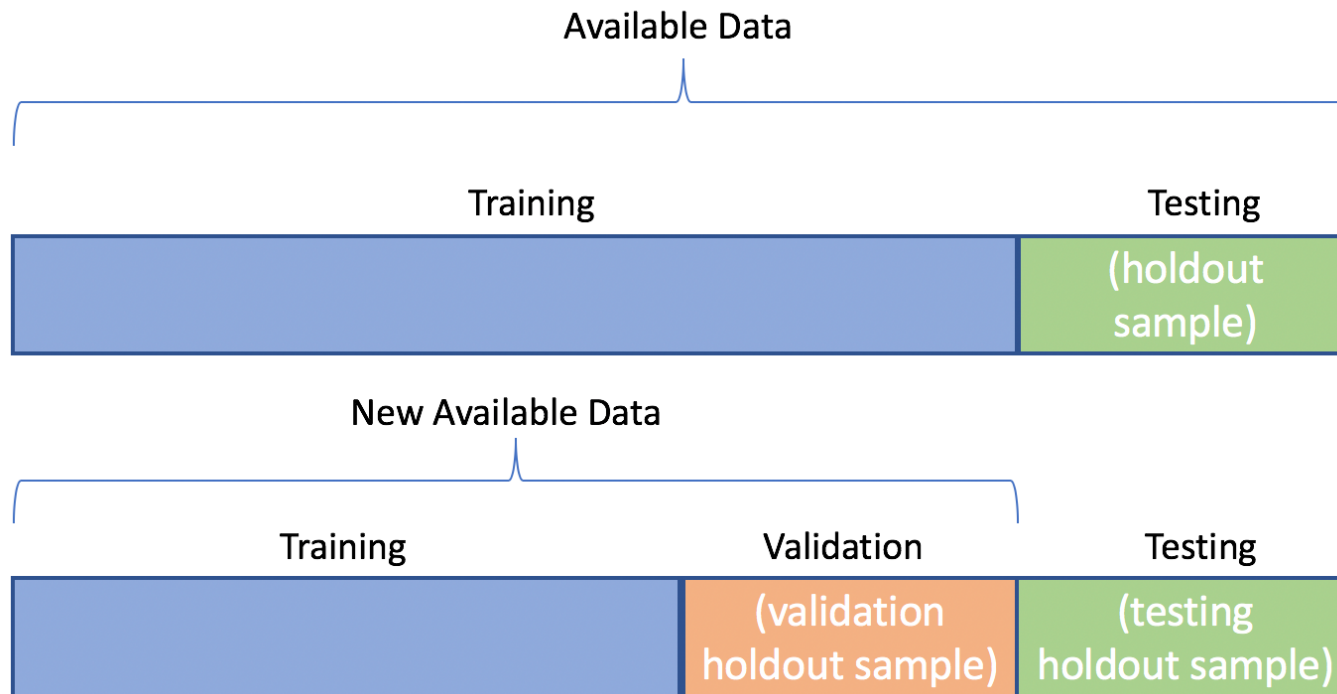 Available Data
Training
Testing
(holdout
sample)
New Available Data
Training
Validation
Testing
(validation
holdout sample)
(testing
holdout sample)